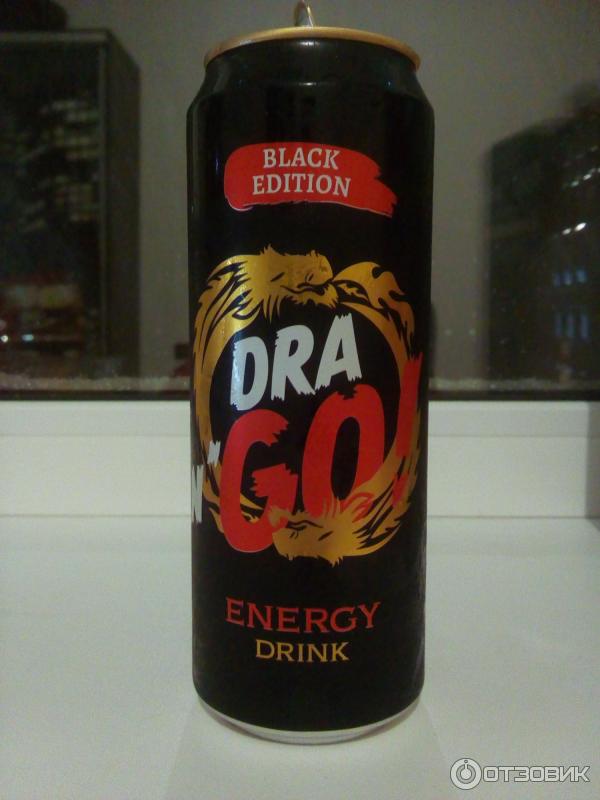 BLACK
EDITION
DRA
N"GO!
ENERGY
DRINK
ОТЗОВИК